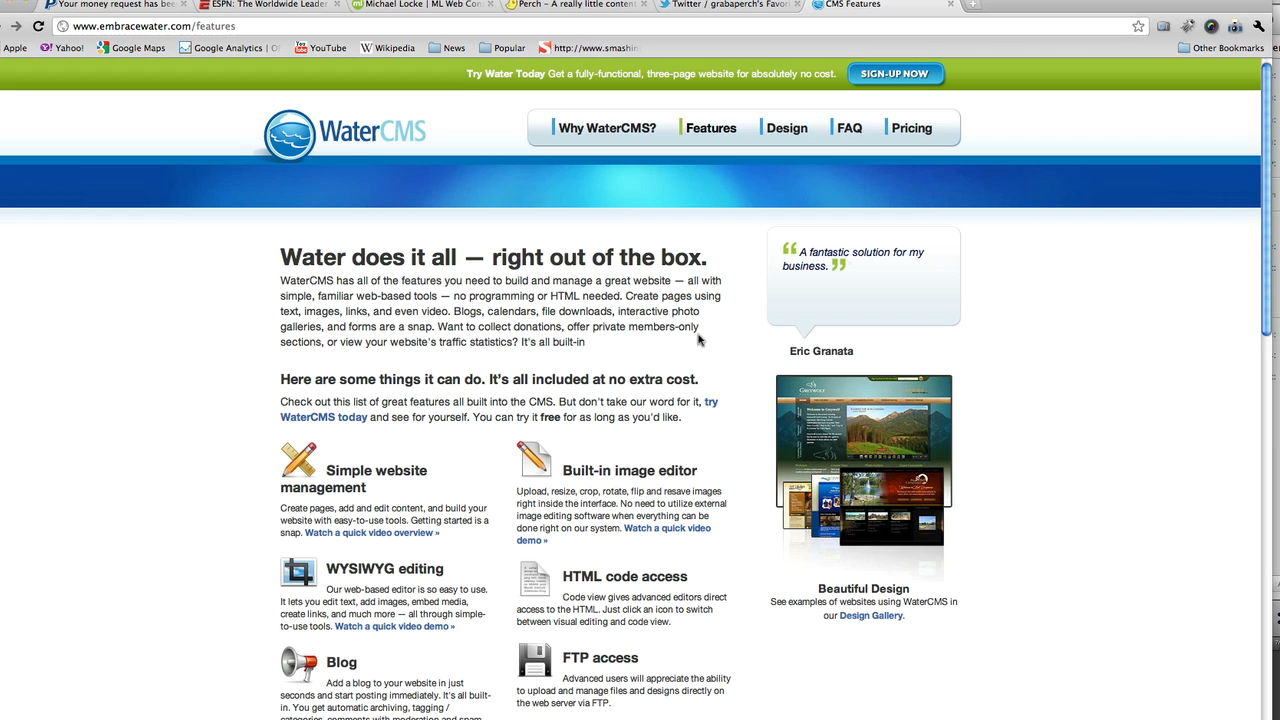 Your money request has bee
ESPN: The Worldwide Leader
Michael Locke | ML Web Con
Perch - A really little conten
Twitter / grabaperch's Favor
CMS Features
www.embracewater.com/features
Apple
Yahoo!
Google Maps
Google Analytics
YouTube
Wikipedia
News
Popular
http://www.smashin
Other Bookmarks
Try Water Today Get a fully-functional, three-page website for absolutely no cost.
SIGN-UP NOW
WaterCMS
Why WaterCMS?
Features
Design
FAQ
Pricing
Water does it all — right out of the box.
WaterCMS has all of the features you need to build and manage a great website — all with
simple, familiar web-based tools — no programming or HTML needed. Create pages using
text, images, links, and even video. Blogs, calendars, file downloads, interactive photo
galleries, and forms are a snap. Want to collect donations, offer private members-only
sections, or view your website's traffic statistics? It's all built-in
Here are some things it can do. It's all included at no extra cost.
Check out this list of great features all built into the CMS. But don't take our word for it, try
WaterCMS today and see for yourself. You can try it free for as long as you'd like.
Simple website
management
Create pages, add and edit content, and build your
website with easy-to-use tools. Getting started is a
snap. Watch a quick video overview »
Built-in image editor
Upload, resize, crop, rotate, flip and resave images
right inside the interface. No need to utilize external
image editing software when everything can be
done right on our system. Watch a quick video
demo »
WYSIWYG editing
Our web-based editor is so easy to use.
It lets you edit text, add images, embed media,
create links, and much more — all through simple-
to-use tools. Watch a quick video demo »
HTML code access
Code view gives advanced editors direct
access to the HTML. Just click an icon to switch
between visual editing and code view.
Blog
Add a blog to your website in just
seconds and start posting immediately. It's all built-
in. You get automatic archiving, tagging /
categories, comments with moderation and spam
FTP access
Advanced users will appreciate the ability
to upload and manage files and designs directly on
the web server via FTP.
“ A fantastic solution for my
business. ”
Eric Granata
GREYWOLF
Beautiful Design
See examples of websites using WaterCMS in
our Design Gallery.